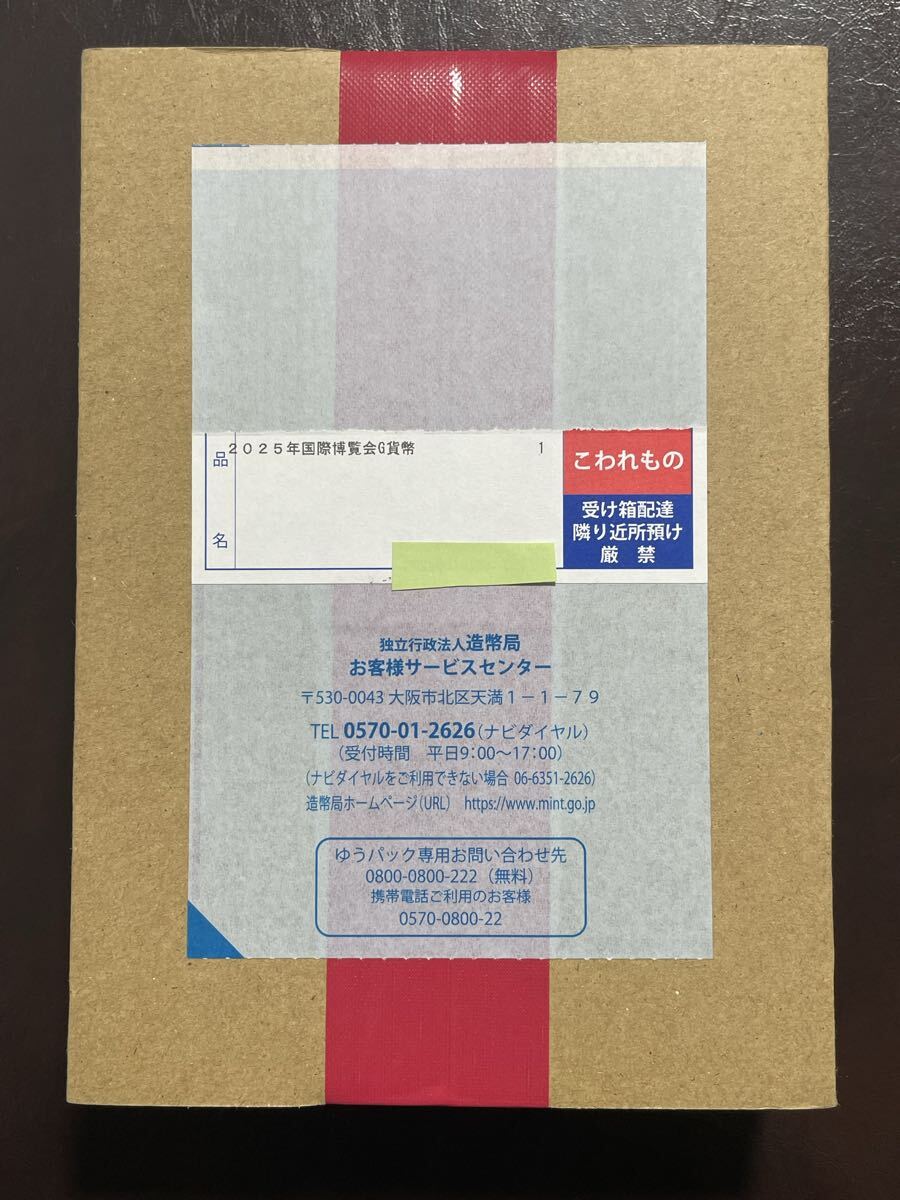 品名
２０２５年国際博覧会G貨幣 １
こわれもの
受け箱配達
隣り近所預け
厳 禁
独立行政法人造幣局
お客様サービスセンター
〒530-0043 大阪市北区天満１－１－７９
TEL 0570-01-2626(ナビダイヤル)
(受付時間 平日9:00～17:00)
(ナビダイヤルをご利用できない場合 06-6351-2626)
造幣局ホームページ(URL) https://www.mint.go.jp
ゆうパック専用お問い合わせ先
0800-0800-222（無料）
携帯電話ご利用のお客様
0570-0800-22